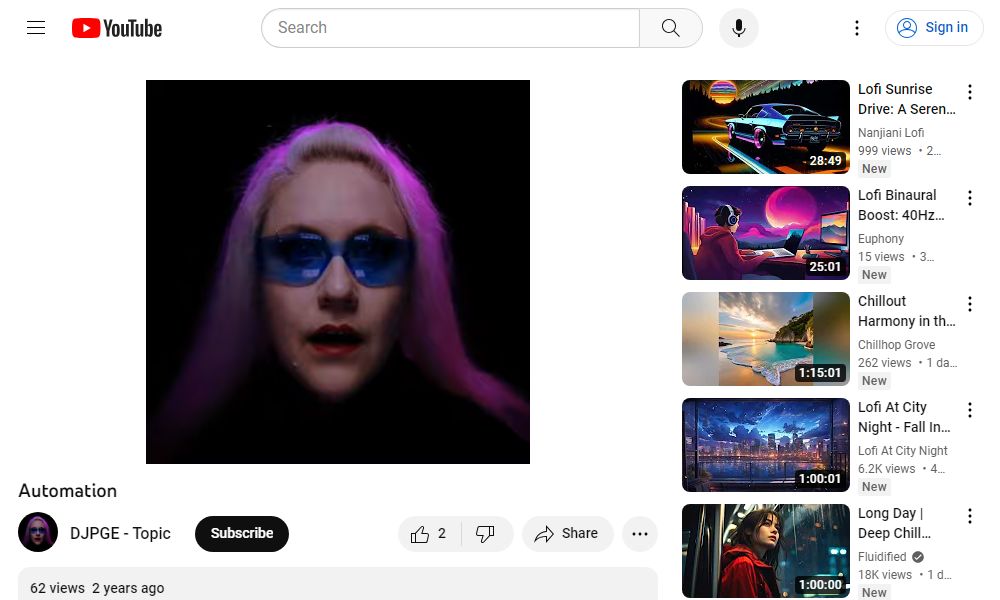 YouTube
Search
Sign in
Automation
DJPGE - Topic
Subscribe
2
Share
62 views 2 years ago
28:49
Lofi Sunrise
Drive: A Seren...
Nanjiani Lofi
999 views • 2...
New
25:01
Lofi Binaural
Boost: 40Hz...
Euphony
15 views • 3...
New
1:15:01
Chillout
Harmony in th...
Chillhop Grove
262 views • 1 da...
New
1:00:01
Lofi At City
Night - Fall In...
Lofi At City Night
6.2K views • 4...
New
1:00:00
Long Day |
Deep Chill...
Fluidified
18K views • 1 d...
New